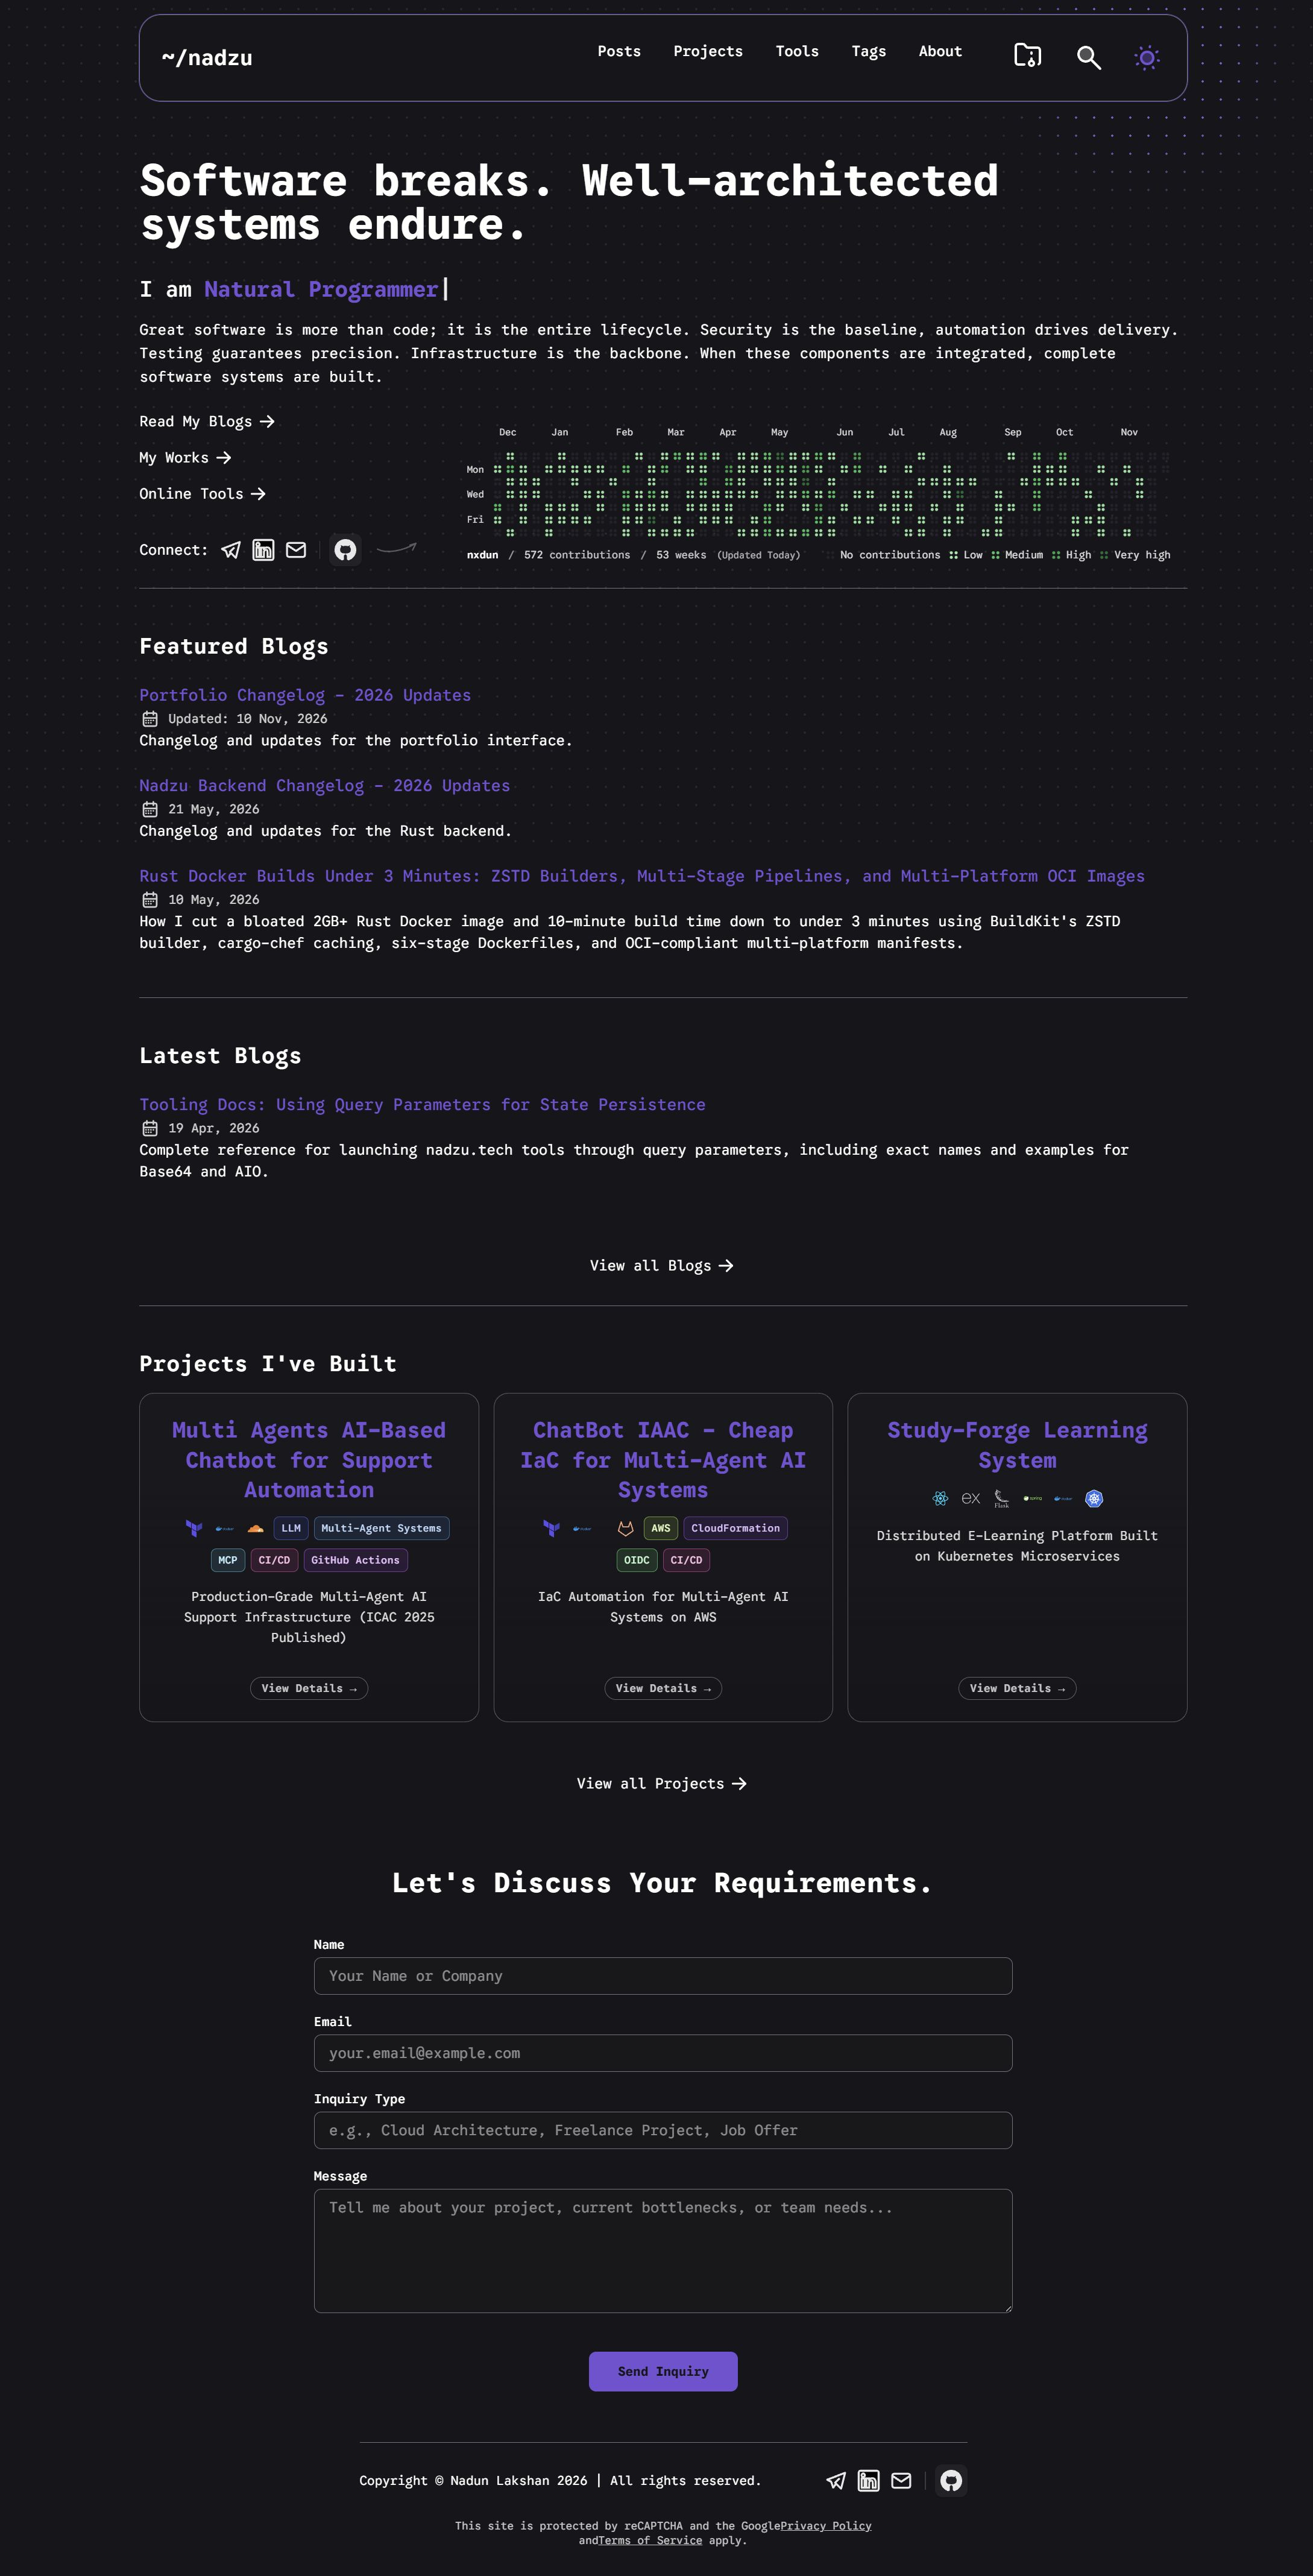 ~/nadzu
Posts Projects Tools Tags About
Software breaks. Well-architected
systems endure.
I am Natural Programmer|
Great software is more than code; it is the entire lifecycle. Security is the baseline, automation drives delivery.
Testing guarantees precision. Infrastructure is the backbone. When these components are integrated, complete
software systems are built.
Read My Blogs →
My Works →
Online Tools →
Connect:
Dec Jan Feb Mar Apr May Jun Jul Aug Sep Oct Nov
Mon
Wed
Fri
nxdun / 572 contributions / 53 weeks (Updated Today) No contributions Low Medium High Very high
Featured Blogs
Portfolio Changelog - 2026 Updates
Updated: 10 Nov, 2026
Changelog and updates for the portfolio interface.
Nadzu Backend Changelog - 2026 Updates
21 May, 2026
Changelog and updates for the Rust backend.
Rust Docker Builds Under 3 Minutes: ZSTD Builders, Multi-Stage Pipelines, and Multi-Platform OCI Images
10 May, 2026
How I cut a bloated 2GB+ Rust Docker image and 10-minute build time down to under 3 minutes using BuildKit's ZSTD
builder, cargo-chef caching, six-stage Dockerfiles, and OCI-compliant multi-platform manifests.
Latest Blogs
Tooling Docs: Using Query Parameters for State Persistence
19 Apr, 2026
Complete reference for launching nadzu.tech tools through query parameters, including exact names and examples for
Base64 and AIO.
View all Blogs →
Projects I've Built
Multi Agents AI-Based
Chatbot for Support
Automation
LLM Multi-Agent Systems
MCP CI/CD GitHub Actions
Production-Grade Multi-Agent AI
Support Infrastructure (ICAC 2025
Published)
View Details →
ChatBot IAAC - Cheap
IaC for Multi-Agent AI
Systems
AWS CloudFormation
OIDC CI/CD
IaC Automation for Multi-Agent AI
Systems on AWS
View Details →
Study-Forge Learning
System
ex Flask
Distributed E-Learning Platform Built
on Kubernetes Microservices
View Details →
View all Projects →
Let's Discuss Your Requirements.
Name
Your Name or Company
Email
your.email@example.com
Inquiry Type
e.g., Cloud Architecture, Freelance Project, Job Offer
Message
Tell me about your project, current bottlenecks, or team needs...
Send Inquiry
Copyright © Nadun Lakshan 2026 | All rights reserved.
This site is protected by reCAPTCHA and the GooglePrivacy Policy
andTerms of Service apply.